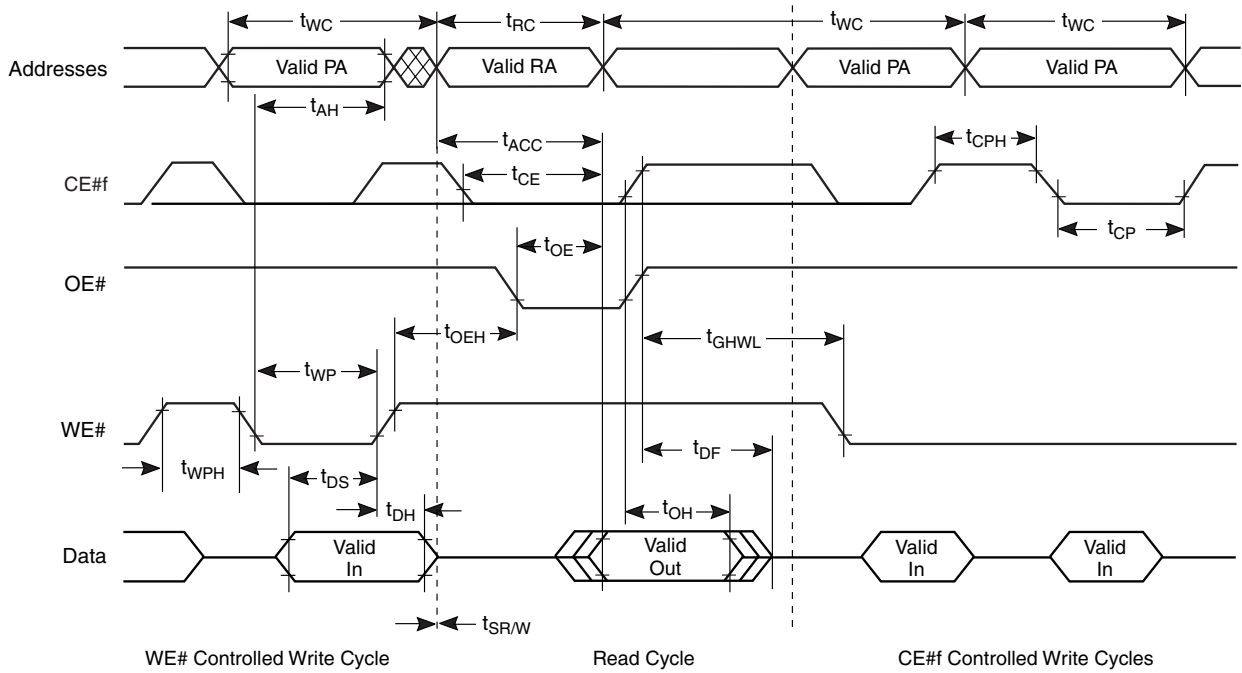 tWC tRC tWC tWC
Addresses Valid PA Valid RA Valid PA Valid PA
tAH
tACC tCPH
CE#f tCE
tCP
tOE
OE#
tOEH tGHWL
tWP
WE#
tWPH tDS tDF
tDH tOH
Data Valid In Valid Out Valid In Valid In
tSR/W
WE# Controlled Write Cycle Read Cycle CE#f Controlled Write Cycles